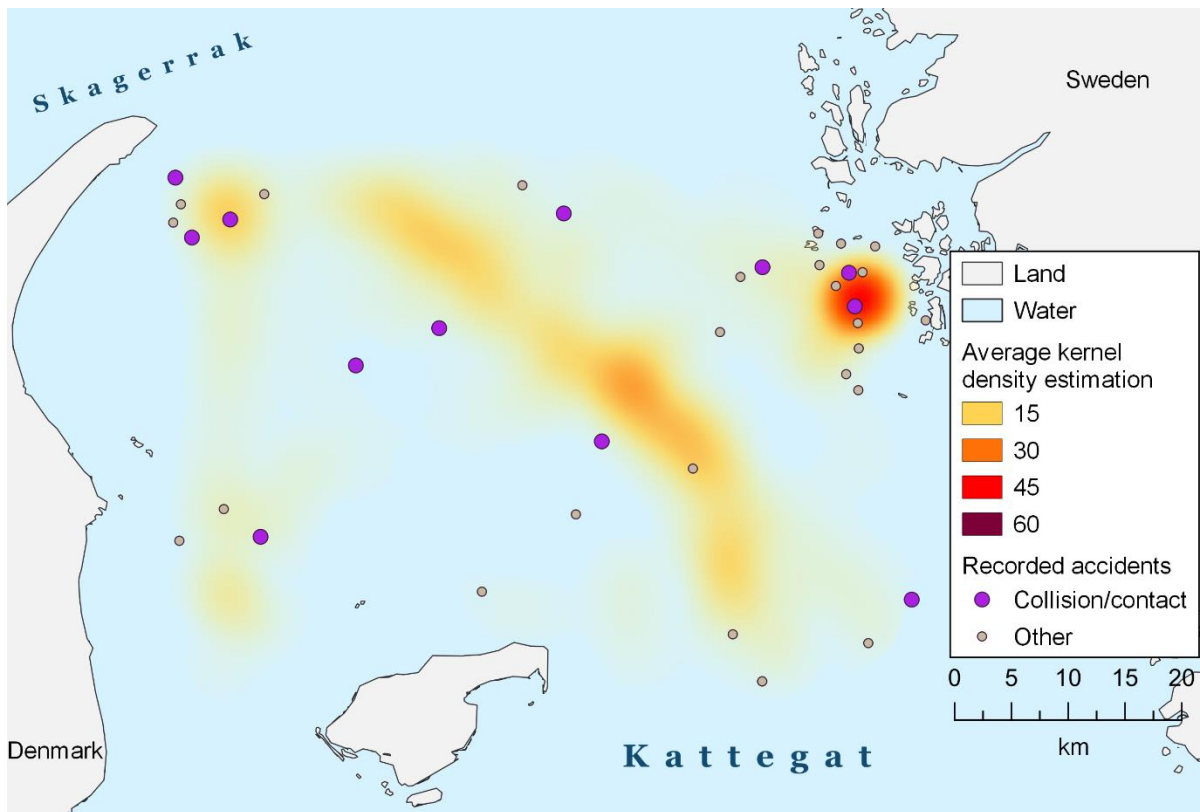 Skagerrak
Sweden
Land
Water
Average kernel
density estimation
15
30
45
60
Recorded accidents
Collision/contact
Other
0 5 10 15 20
km
Denmark
Kattegat